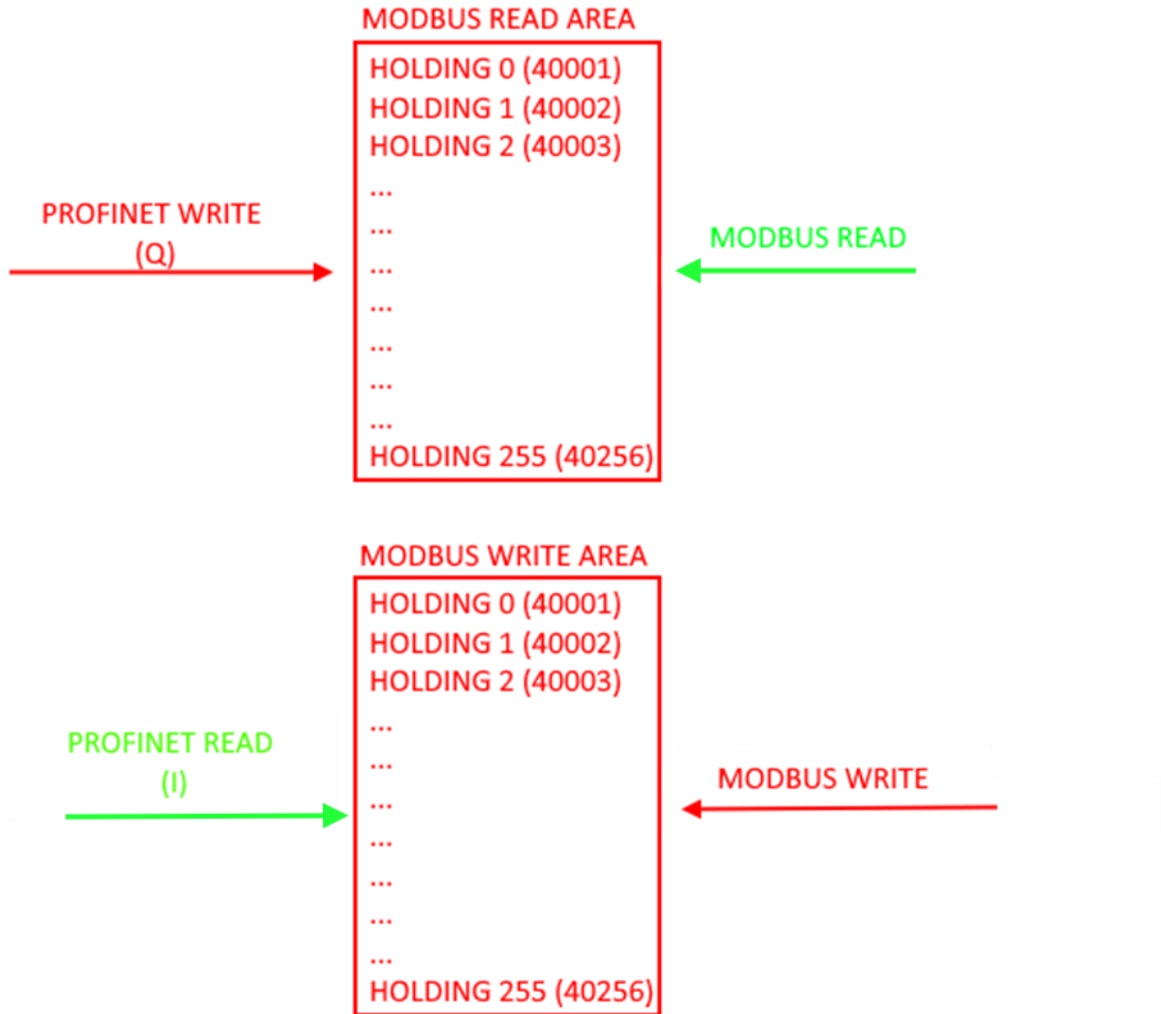 MODBUS READ AREA
HOLDING 0 (40001)
HOLDING 1 (40002)
HOLDING 2 (40003)
...
...
...
...
...
...
...
HOLDING 255 (40256)
PROFINET WRITE
(Q)
MODBUS READ
MODBUS WRITE AREA
HOLDING 0 (40001)
HOLDING 1 (40002)
HOLDING 2 (40003)
...
...
...
...
...
...
...
HOLDING 255 (40256)
PROFINET READ
(I)
MODBUS WRITE